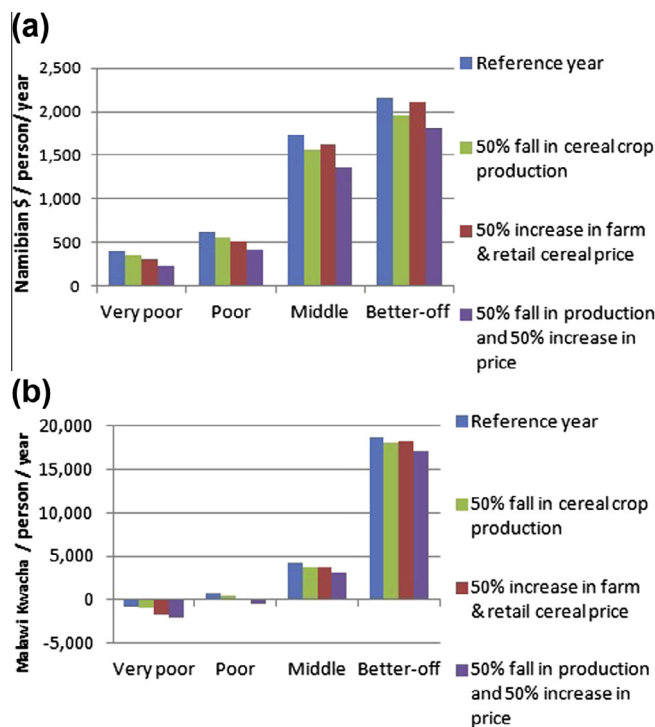 (a)
Namibian $ / person/ year
2,500
2,000
1,500
1,000
500
0
Very poor Poor Middle Better-off
Reference year
50% fall in cereal crop
production
50% increase in farm
& retail cereal price
50% fall in production
and 50% increase in
price
(b)
Malawi Kwacha / person / year
20,000
15,000
10,000
5,000
0
-5,000
Very poor Poor Middle Better-off
Reference year
50% fall in cereal crop
production
50% increase in farm
& retail cereal price
50% fall in production
and 50% increase in
price